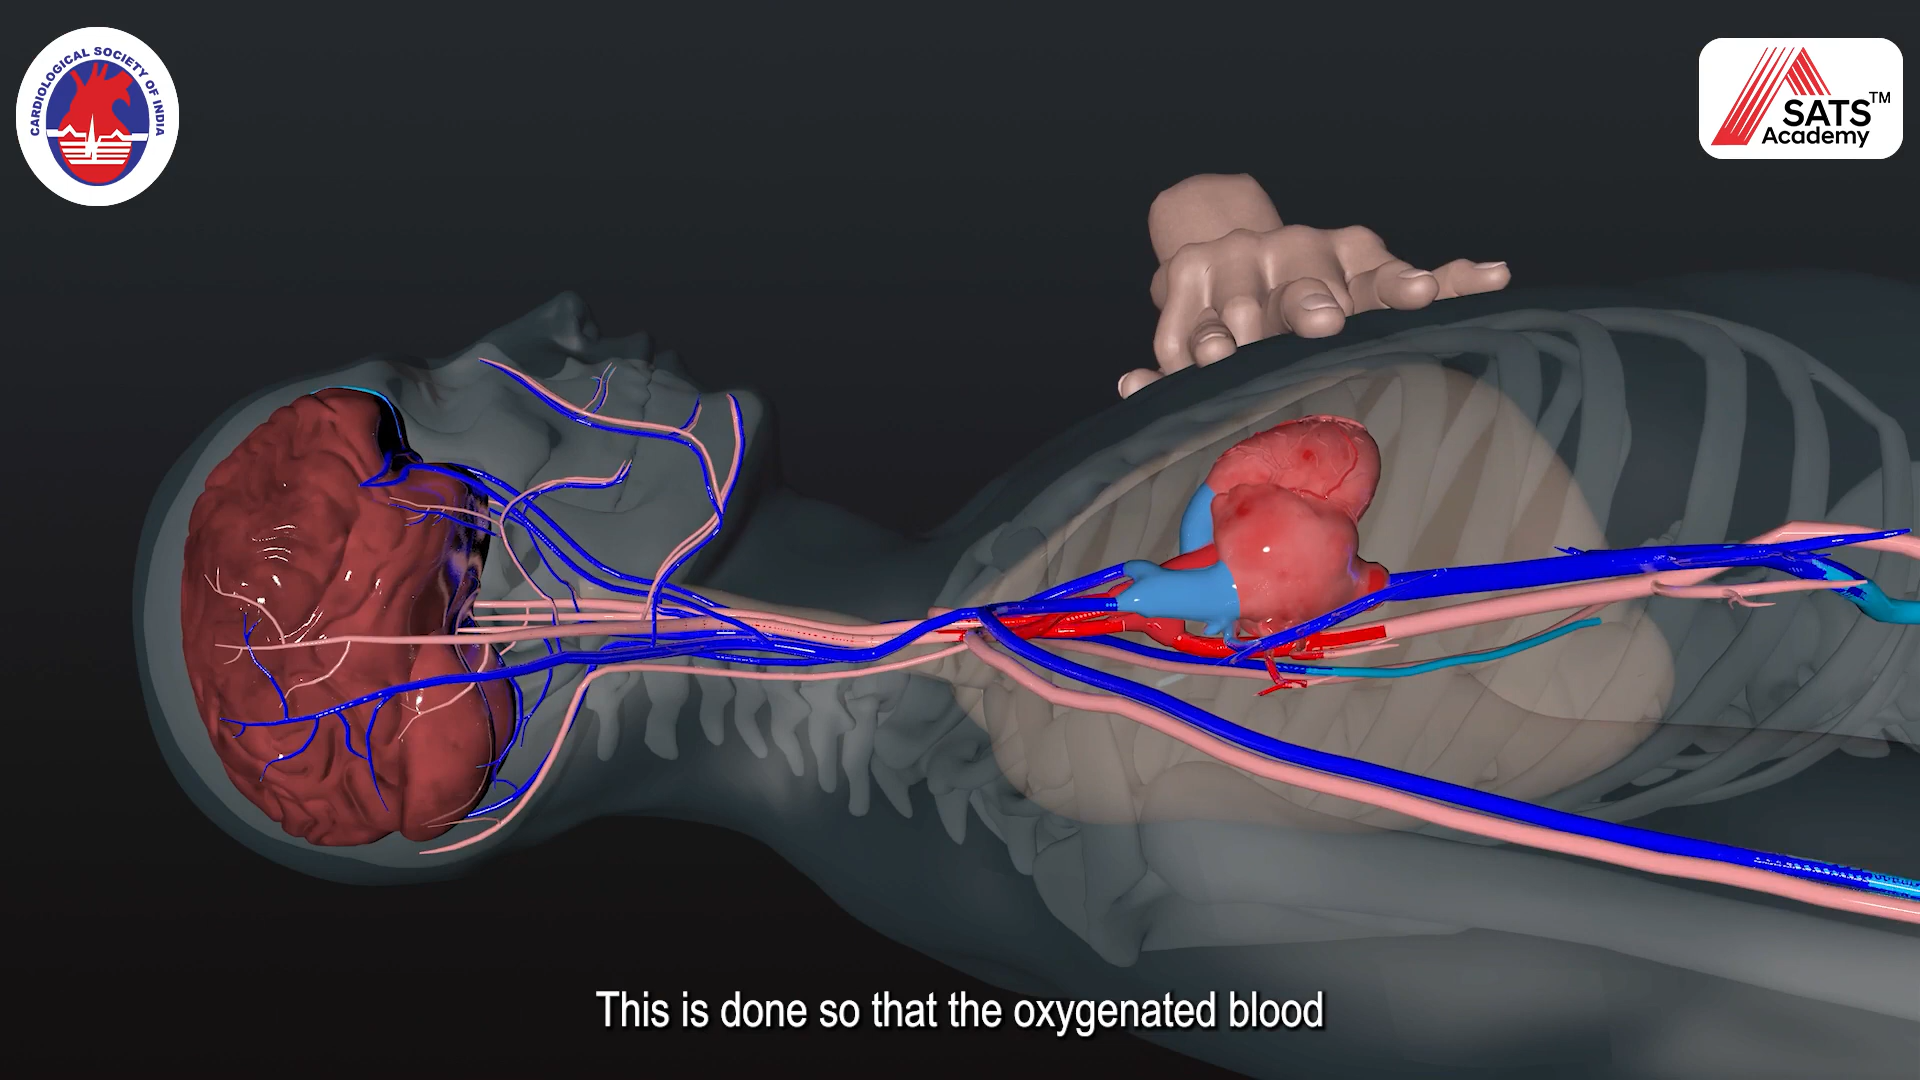 CARDIOLOGICAL SOCIETY OF INDIA
SATS™
Academy
This is done so that the oxygenated blood